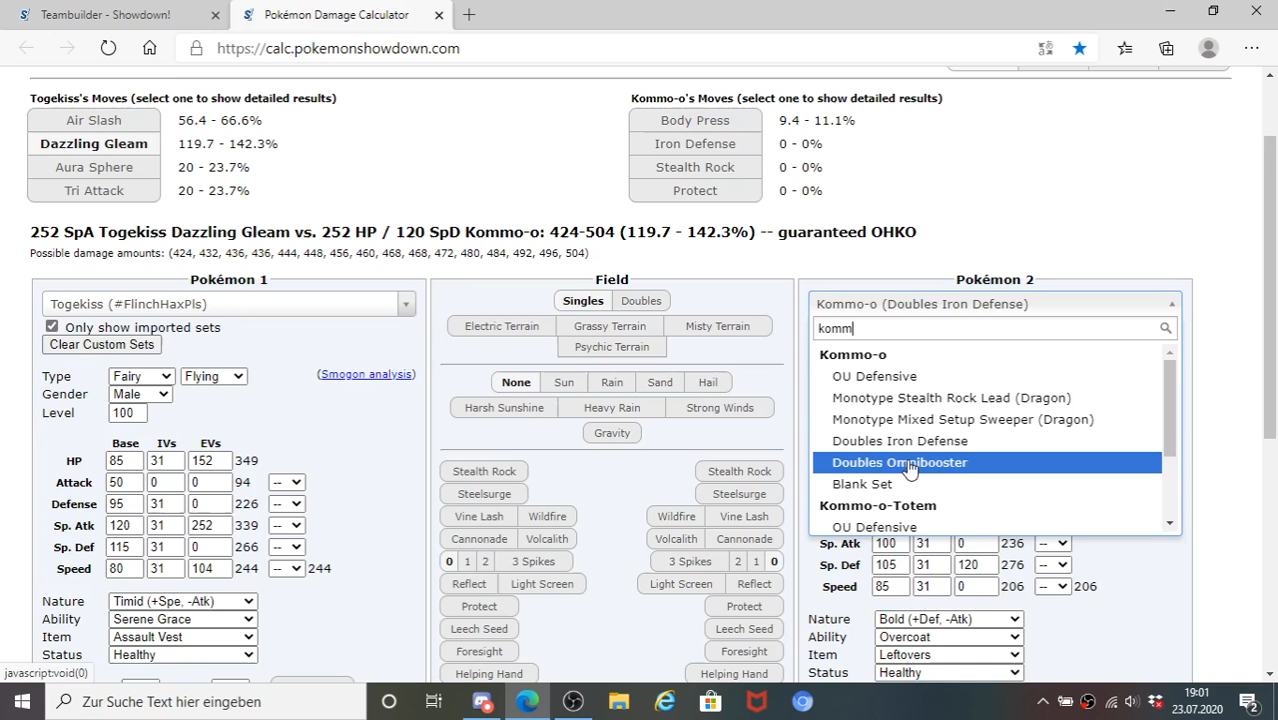 Teambuilder - Showdown!
Pokémon Damage Calculator
https://calc.pokemonshowdown.com
Togekiss's Moves (select one to show detailed results)
Kommo-o's Moves (select one to show detailed results)
Air Slash 56.4 - 66.6%
Body Press 9.4 - 11.1%
Dazzling Gleam 119.7 - 142.3%
Iron Defense 0 - 0%
Aura Sphere 20 - 23.7%
Stealth Rock 0 - 0%
Tri Attack 20 - 23.7%
Protect 0 - 0%
252 SpA Togekiss Dazzling Gleam vs. 252 HP / 120 SpD Kommo-o: 424-504 (119.7 - 142.3%) -- guaranteed OHKO
Possible damage amounts: (424, 432, 436, 436, 444, 448, 456, 460, 468, 468, 472, 480, 484, 492, 496, 504)
Pokémon 1
Togekiss (#FlinchHaxPls)
Only show imported sets
Clear Custom Sets
Type Fairy Flying (Smogon analysis)
Gender Male
Level 100
Base IVs EVs
HP 85 31 152 349
Attack 50 0 0 94 --
Defense 95 31 0 226 --
Sp. Atk 120 31 252 339 --
Sp. Def 115 31 0 266 --
Speed 80 31 104 244 -- 244
Nature Timid (+Spe, -Atk)
Ability Serene Grace
Item Assault Vest
Status Healthy
Field
Singles Doubles
Electric Terrain Grassy Terrain Misty Terrain
Psychic Terrain
None Sun Rain Sand Hail
Harsh Sunshine Heavy Rain Strong Winds
Gravity
Stealth Rock Stealth Rock
Steelsurge Steelsurge
Vine Lash Wildfire Wildfire Vine Lash
Cannonade Volcalith Volcalith Cannonade
0 1 2 3 Spikes 3 Spikes 2 1 0
Reflect Light Screen Light Screen Reflect
Protect Protect
Leech Seed Leech Seed
Foresight Foresight
Helping Hand Helping Hand
Pokémon 2
Kommo-o (Doubles Iron Defense)
komm
Kommo-o
OU Defensive
Monotype Stealth Rock Lead (Dragon)
Monotype Mixed Setup Sweeper (Dragon)
Doubles Iron Defense
Doubles Omnibooster
Blank Set
Kommo-o-Totem
OU Defensive
Sp. Atk 100 31 0 236 --
Sp. Def 105 31 120 276 --
Speed 85 31 0 206 -- 206
Nature Bold (+Def, -Atk)
Ability Overcoat
Item Leftovers
Status Healthy
javascript:void(0)
Zur Suche Text hier eingeben
19:01
23.07.2020
2